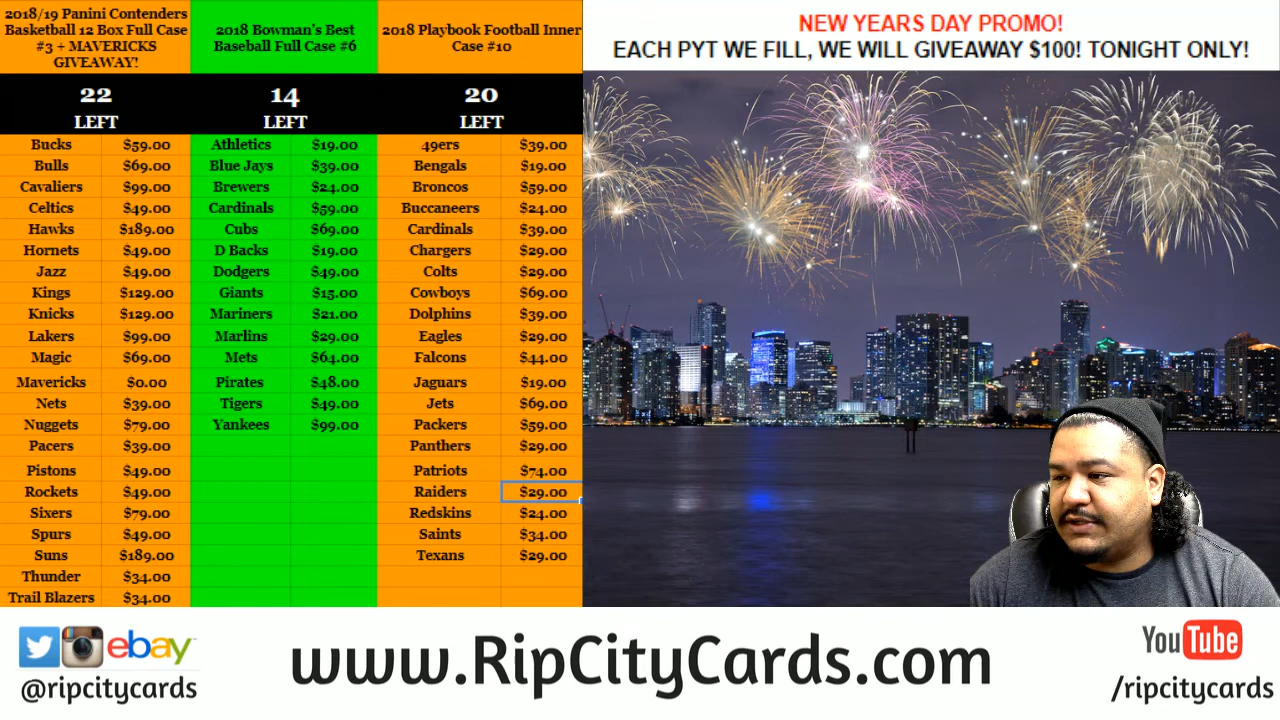 2018/19 Panini Contenders
Basketball 12 Box Full Case
#3 + MAVERICKS
GIVEAWAY!
22
LEFT
Bucks $59.00
Bulls $69.00
Cavaliers $99.00
Celtics $49.00
Hawks $189.00
Hornets $49.00
Jazz $49.00
Kings $129.00
Knicks $129.00
Lakers $99.00
Magic $69.00
Mavericks $0.00
Nets $39.00
Nuggets $79.00
Pacers $39.00
Pistons $49.00
Rockets $49.00
Sixers $79.00
Spurs $49.00
Suns $189.00
Thunder $34.00
Trail Blazers $34.00
2018 Bowman's Best
Baseball Full Case #6
14
LEFT
Athletics $19.00
Blue Jays $39.00
Brewers $24.00
Cardinals $59.00
Cubs $69.00
D Backs $19.00
Dodgers $49.00
Giants $15.00
Mariners $21.00
Marlins $29.00
Mets $64.00
Pirates $48.00
Tigers $49.00
Yankees $99.00
2018 Playbook Football Inner
Case #10
20
LEFT
49ers $39.00
Bengals $19.00
Broncos $59.00
Buccaneers $24.00
Cardinals $39.00
Chargers $29.00
Colts $29.00
Cowboys $69.00
Dolphins $39.00
Eagles $29.00
Falcons $44.00
Jaguars $19.00
Jets $69.00
Packers $59.00
Panthers $29.00
Patriots $74.00
Raiders $29.00
Redskins $24.00
Saints $34.00
Texans $29.00
NEW YEARS DAY PROMO!
EACH PYT WE FILL, WE WILL GIVEAWAY $100! TONIGHT ONLY!
ebay
@ripcitycards
www.RipCityCards.com
YouTube
/ripcitycards